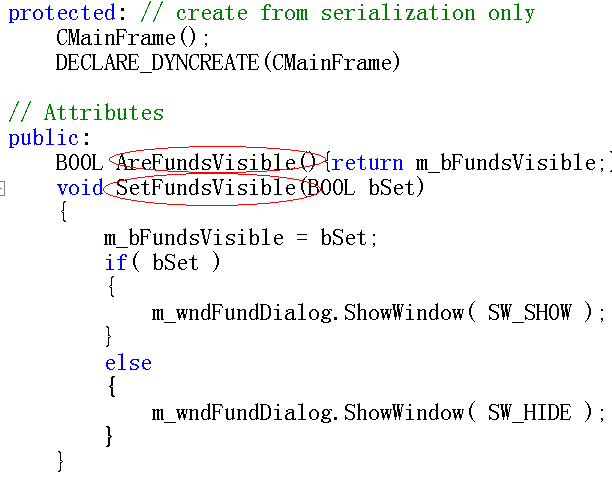 protected: // create from serialization only
    CMainFrame();
    DECLARE_DYNCREATE(CMainFrame)
// Attributes
public:
    BOOL AreFundsVisible(){return m_bFundsVisible;}
    void SetFundsVisible(BOOL bSet)
    {
        m_bFundsVisible = bSet;
        if( bSet )
        {
            m_wndFundDialog.ShowWindow( SW_SHOW );
        }
        else
        {
            m_wndFundDialog.ShowWindow( SW_HIDE );
        }
    }